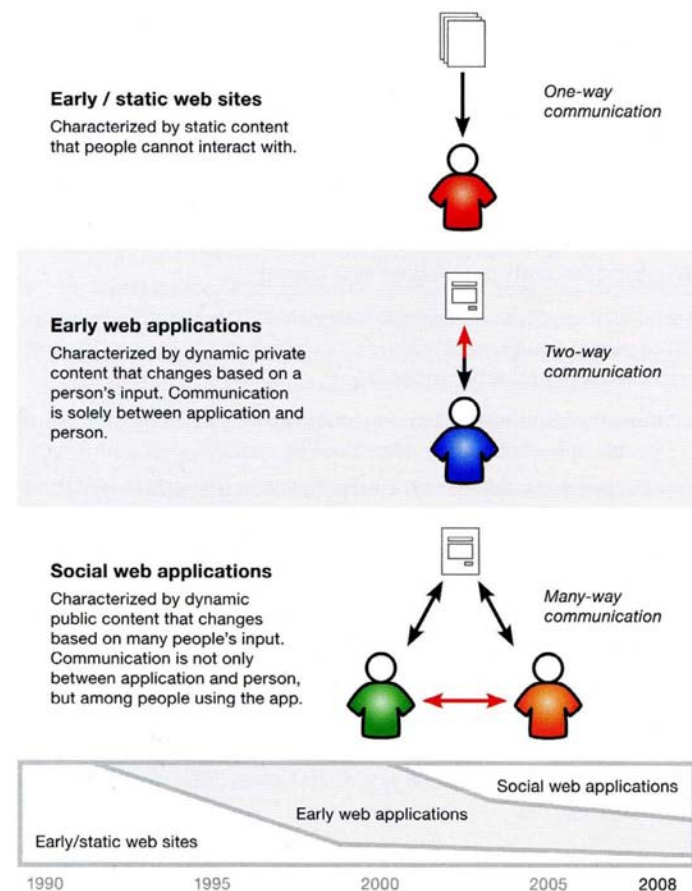 Early / static web sites
Characterized by static content
that people cannot interact with.
One-way
communication
Early web applications
Characterized by dynamic private
content that changes based on a
person's input. Communication
is solely between application and
person.
Two-way
communication
Social web applications
Characterized by dynamic
public content that changes
based on many people's input.
Communication is not only
between application and person,
but among people using the app.
Many-way
communication
Social web applications
Early web applications
Early/static web sites
1990 1995 2000 2005 2008